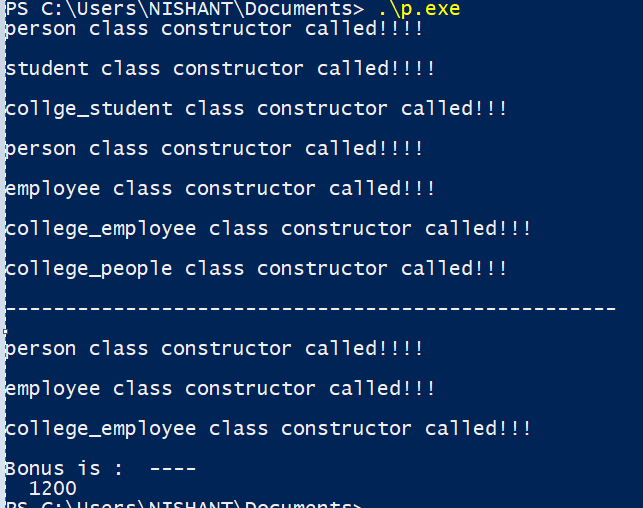 PS C:\Users\NISHANT\Documents> .\p.exe
person class constructor called!!!!
student class constructor called!!!!
collge_student class constructor called!!!
person class constructor called!!!!
employee class constructor called!!!
college_employee class constructor called!!!
college_people class constructor called!!!
---------------------------------------------------
person class constructor called!!!!
employee class constructor called!!!
college_employee class constructor called!!!
Bonus is :  ----
  1200
PS C:\Users\NISHANT\Documents>